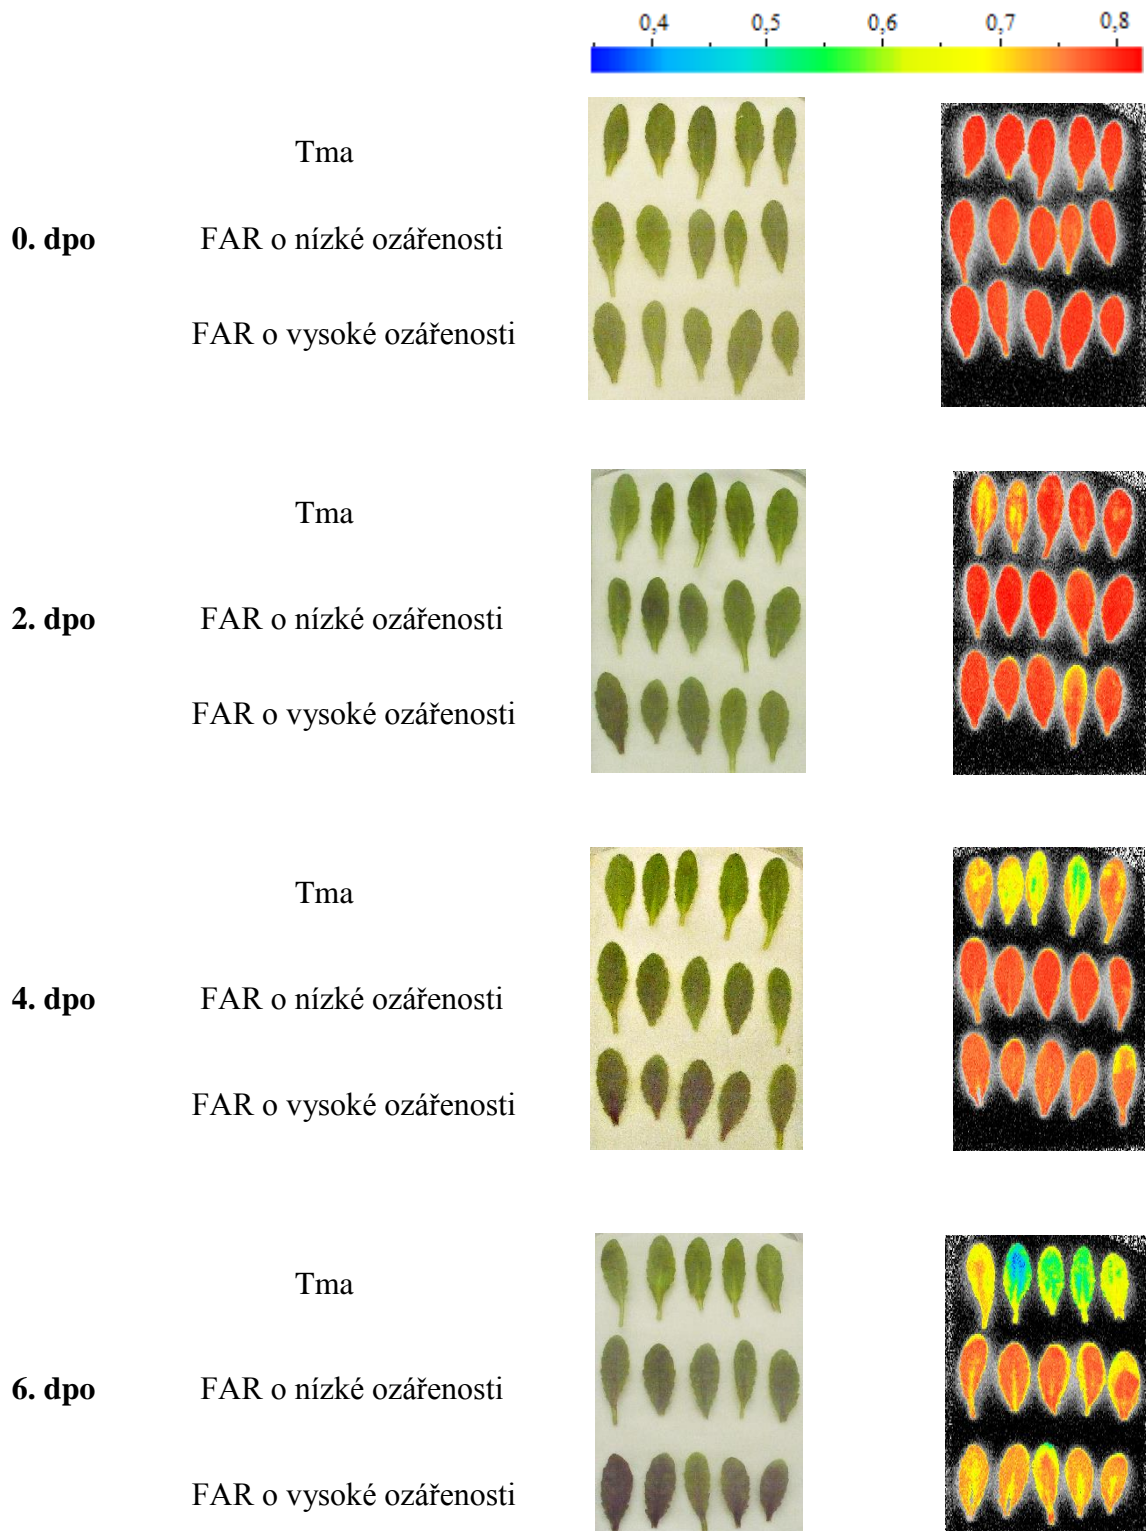 0,4 0,5 0,6 0,7 0,8
Tma
0. dpo FAR o nízké ozářenosti
FAR o vysoké ozářenosti
Tma
2. dpo FAR o nízké ozářenosti
FAR o vysoké ozářenosti
Tma
4. dpo FAR o nízké ozářenosti
FAR o vysoké ozářenosti
Tma
6. dpo FAR o nízké ozářenosti
FAR o vysoké ozářenosti